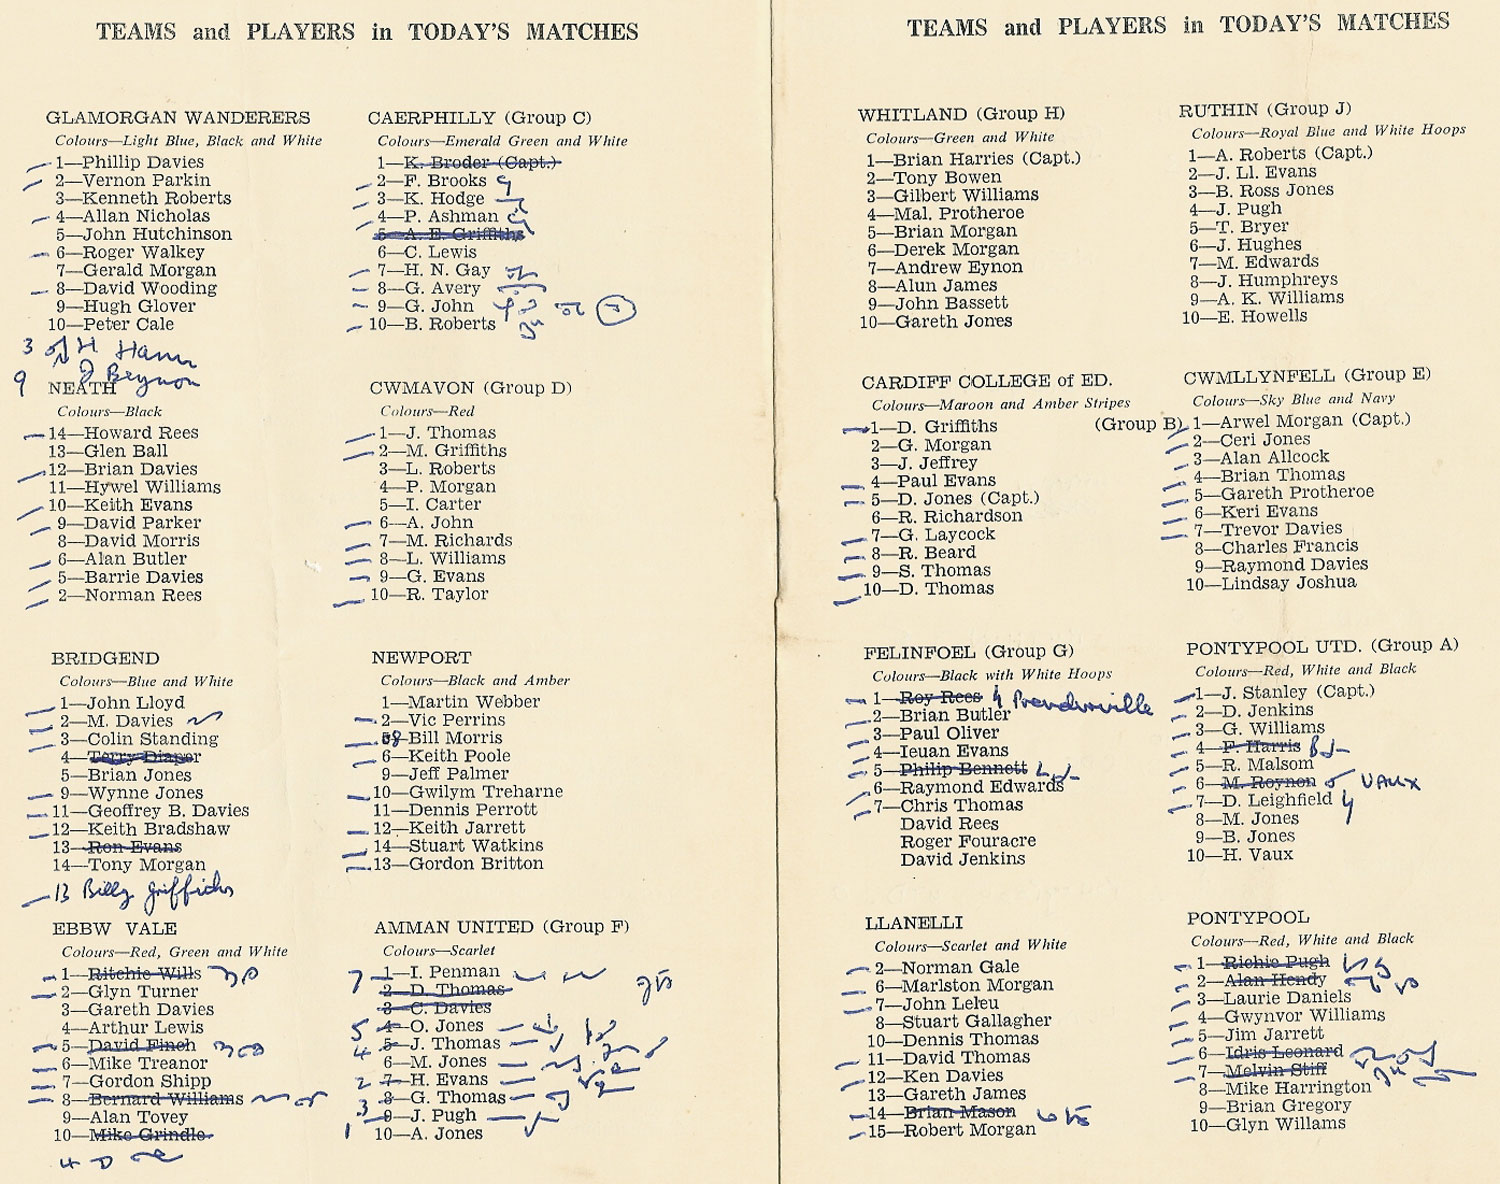 TEAMS and PLAYERS in TODAY'S MATCHES
GLAMORGAN WANDERERS
Colours—Light Blue, Black and White
1—Phillip Davies
2—Vernon Parkin
3—Kenneth Roberts
4—Allan Nicholas
5—John Hutchinson
6—Roger Walkey
7—Gerald Morgan
8—David Wooding
9—Hugh Glover
10—Peter Cale
3 H Hann
9 Beynon
CAERPHILLY (Group C)
Colours—Emerald Green and White
1—K. Broder (Capt.)
2—F. Brooks
3—K. Hodge
4—P. Ashman
5—A. E. Griffiths
6—C. Lewis
7—H. N. Gay
8—G. Avery
9—G. John
10—B. Roberts
NEATH
Colours—Black
14—Howard Rees
13—Glen Ball
12—Brian Davies
11—Hywel Williams
10—Keith Evans
9—David Parker
8—David Morris
6—Alan Butler
5—Barrie Davies
2—Norman Rees
CWMAVON (Group D)
Colours—Red
1—J. Thomas
2—M. Griffiths
3—L. Roberts
4—P. Morgan
5—I. Carter
6—A. John
7—M. Richards
8—L. Williams
9—G. Evans
10—R. Taylor
BRIDGEND
Colours—Blue and White
1—John Lloyd
2—M. Davies
3—Colin Standing
4—Terry Diaper
5—Brian Jones
9—Wynne Jones
11—Geoffrey B. Davies
12—Keith Bradshaw
13—Ron Evans
14—Tony Morgan
13 Billy Griffiths
NEWPORT
Colours—Black and Amber
1—Martin Webber
2—Vic Perrins
8—Bill Morris
6—Keith Poole
9—Jeff Palmer
10—Gwilym Treharne
11—Dennis Perrott
12—Keith Jarrett
14—Stuart Watkins
13—Gordon Britton
EBBW VALE
Colours—Red, Green and White
1—Ritchie Wills
2—Glyn Turner
3—Gareth Davies
4—Arthur Lewis
5—David Finch
6—Mike Treanor
7—Gordon Shipp
8—Bernard Williams
9—Alan Tovey
10—Mike Grindle
AMMAN UNITED (Group F)
Colours—Scarlet
7 1—I. Penman
2—D. Thomas
3—C. Davies
5 4—O. Jones
4 5—J. Thomas
6—M. Jones
2 7—H. Evans
3 8—G. Thomas
9—J. Pugh
1 10—A. Jones
TEAMS and PLAYERS in TODAY'S MATCHES
WHITLAND (Group H)
Colours—Green and White
1—Brian Harries (Capt.)
2—Tony Bowen
3—Gilbert Williams
4—Mal. Protheroe
5—Brian Morgan
6—Derek Morgan
7—Andrew Eynon
8—Alun James
9—John Bassett
10—Gareth Jones
RUTHIN (Group J)
Colours—Royal Blue and White Hoops
1—A. Roberts (Capt.)
2—J. Ll. Evans
3—B. Ross Jones
4—J. Pugh
5—T. Bryer
6—J. Hughes
7—M. Edwards
8—J. Humphreys
9—A. K. Williams
10—E. Howells
CARDIFF COLLEGE of ED.
Colours—Maroon and Amber Stripes
1—D. Griffiths (Group B)
2—G. Morgan
3—J. Jeffrey
4—Paul Evans
5—D. Jones (Capt.)
6—R. Richardson
7—G. Laycock
8—R. Beard
9—S. Thomas
10—D. Thomas
CWMLLYNFELL (Group E)
Colours—Sky Blue and Navy
1—Arwel Morgan (Capt.)
2—Ceri Jones
3—Alan Allcock
4—Brian Thomas
5—Gareth Protheroe
6—Keri Evans
7—Trevor Davies
8—Charles Francis
9—Raymond Davies
10—Lindsay Joshua
FELINFOEL (Group G)
Colours—Black with White Hoops
1—Roy Rees
2—Brian Butler
3—Paul Oliver
4—Ieuan Evans
5—Philip Bennett
6—Raymond Edwards
7—Chris Thomas
David Rees
Roger Fouracre
David Jenkins
PONTYPOOL UTD. (Group A)
Colours—Red, White and Black
1—J. Stanley (Capt.)
2—D. Jenkins
3—G. Williams
4—F. Harris
5—R. Malsom
6—M. Roynon VAUX
7—D. Leighfield
8—M. Jones
9—B. Jones
10—H. Vaux
LLANELLI
Colours—Scarlet and White
2—Norman Gale
6—Marlston Morgan
7—John Leleu
8—Stuart Gallagher
10—Dennis Thomas
11—David Thomas
12—Ken Davies
13—Gareth James
14—Brian Mason
15—Robert Morgan
PONTYPOOL
Colours—Red, White and Black
1—Richie Pugh
2—Alan Hendy
3—Laurie Daniels
4—Gwynvor Williams
5—Jim Jarrett
6—Idris Leonard
7—Melvin Stiff
8—Mike Harrington
9—Brian Gregory
10—Glyn Willams